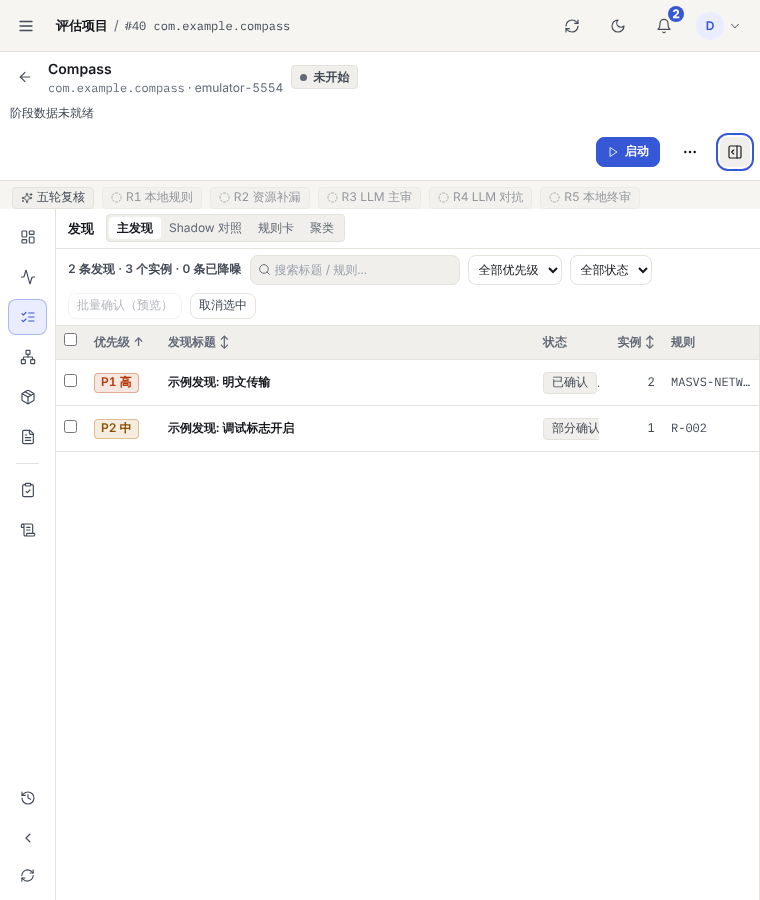 评估项目 / #40 com.example.compass
2
D
Compass
com.example.compass · emulator-5554
未开始
阶段数据未就绪
启动
五轮复核 R1 本地规则 R2 资源补漏 R3 LLM 主审 R4 LLM 对抗 R5 本地终审
发现 主发现 Shadow 对照 规则卡 聚类
2 条发现 · 3 个实例 · 0 条已降噪 搜索标题 / 规则... 全部优先级 全部状态
批量确认（预览） 取消选中
优先级 ↑ 发现标题 状态 实例 规则
P1 高 示例发现: 明文传输 已确认 2 MASVS-NETW…
P2 中 示例发现: 调试标志开启 部分确认 1 R-002